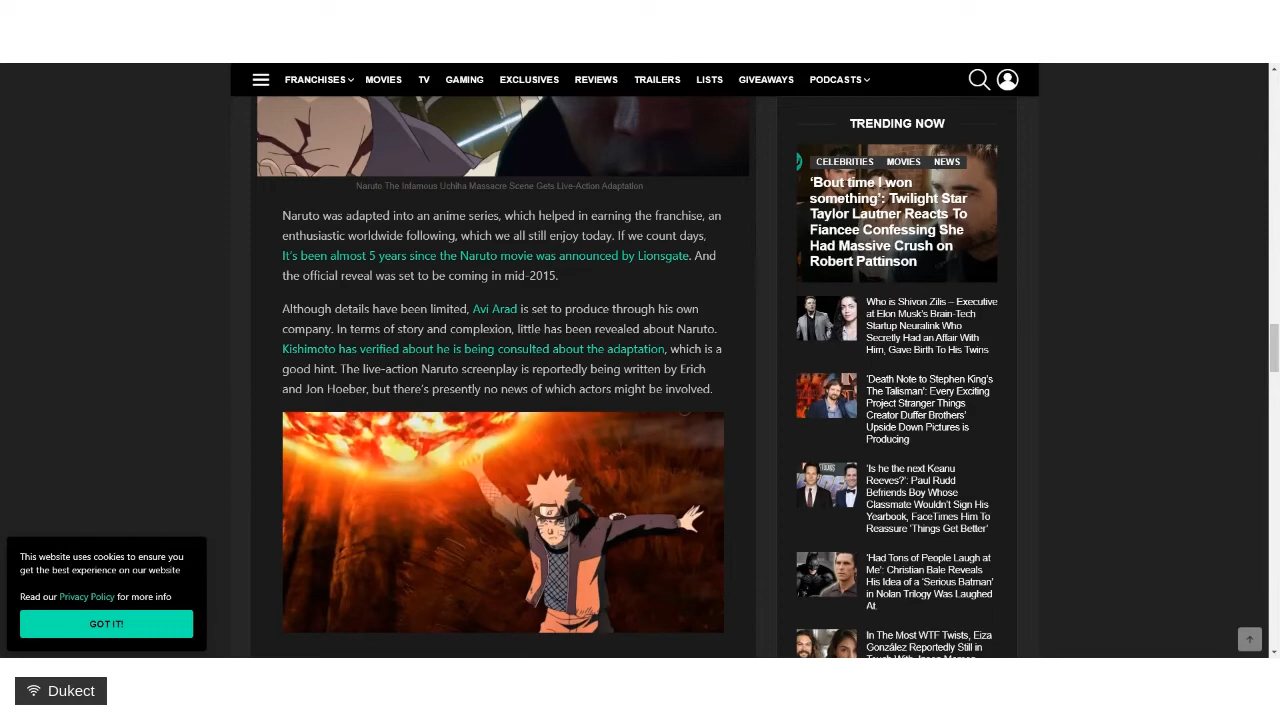 FRANCHISES MOVIES TV GAMING EXCLUSIVES REVIEWS TRAILERS LISTS GIVEAWAYS PODCASTS
Naruto The Infamous Uchiha Massacre Scene Gets Live-Action Adaptation
Naruto was adapted into an anime series, which helped in earning the franchise, an
enthusiastic worldwide following, which we all still enjoy today. If we count days,
It's been almost 5 years since the Naruto movie was announced by Lionsgate. And
the official reveal was set to be coming in mid-2015.
Although details have been limited, Avi Arad is set to produce through his own
company. In terms of story and complexion, little has been revealed about Naruto.
Kishimoto has verified about he is being consulted about the adaptation, which is a
good hint. The live-action Naruto screenplay is reportedly being written by Erich
and Jon Hoeber, but there's presently no news of which actors might be involved.
TRENDING NOW
CELEBRITIES MOVIES NEWS
'Bout time I won
something': Twilight Star
Taylor Lautner Reacts To
Fiancee Confessing She
Had Massive Crush on
Robert Pattinson
Who is Shivon Zilis – Executive
at Elon Musk's Brain-Tech
Startup Neuralink Who
Secretly Had an Affair With
Him, Gave Birth To His Twins
'Death Note to Stephen King's
The Talisman': Every Exciting
Project Stranger Things
Creator Duffer Brothers'
Upside Down Pictures is
Producing
'Is he the next Keanu
Reeves?': Paul Rudd
Befriends Boy Whose
Classmate Wouldn't Sign His
Yearbook, FaceTimes Him To
Reassure 'Things Get Better'
'Had Tons of People Laugh at
Me': Christian Bale Reveals
His Idea of a 'Serious Batman'
in Nolan Trilogy Was Laughed
At
In The Most WTF Twists, Eiza
González Reportedly Still in
Touch With Jason Momoa
This website uses cookies to ensure you
get the best experience on our website
Read our Privacy Policy for more info
GOT IT!
Dukect